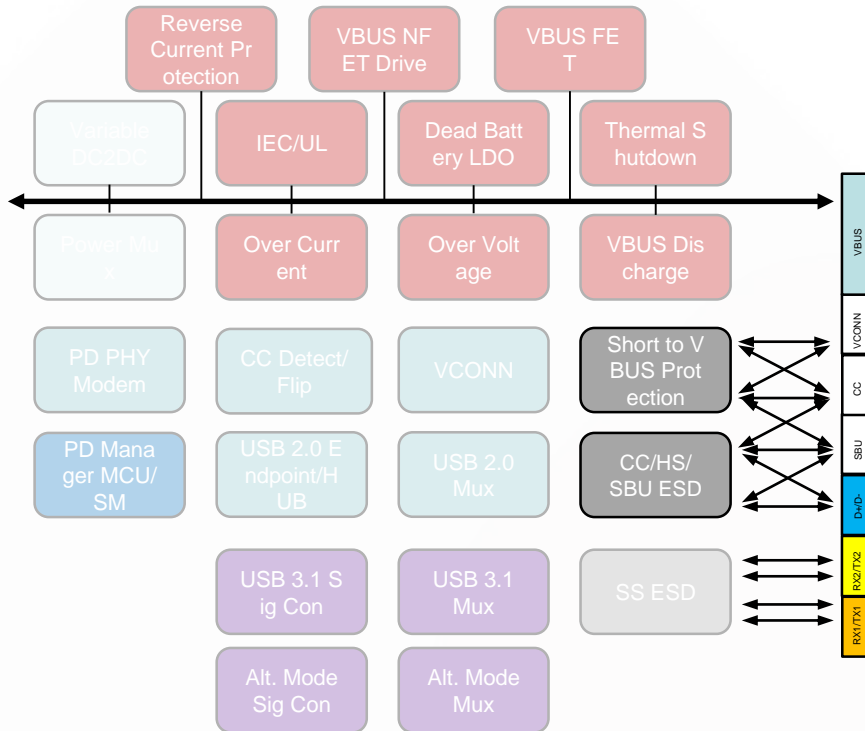 Reverse
Current Pr
otection
VBUS NF
ET Drive
VBUS FE
T
Variable
DC2DC
IEC/UL
Dead Batt
ery LDO
Thermal S
hutdown
Power Mu
x
Over Curr
ent
Over Volt
age
VBUS Dis
charge
PD PHY
Modem
CC Detect/
Flip
VCONN
Short to V
BUS Prot
ection
PD Mana
ger MCU/
SM
USB 2.0 E
ndpoint/H
UB
USB 2.0
Mux
CC/HS/
SBU ESD
USB 3.1 S
ig Con
USB 3.1
Mux
SS ESD
Alt. Mode
Sig Con
Alt. Mode
Mux
VBUS
VCONN
CC
SBU
D+/D-
RX2/TX2
RX1/TX1